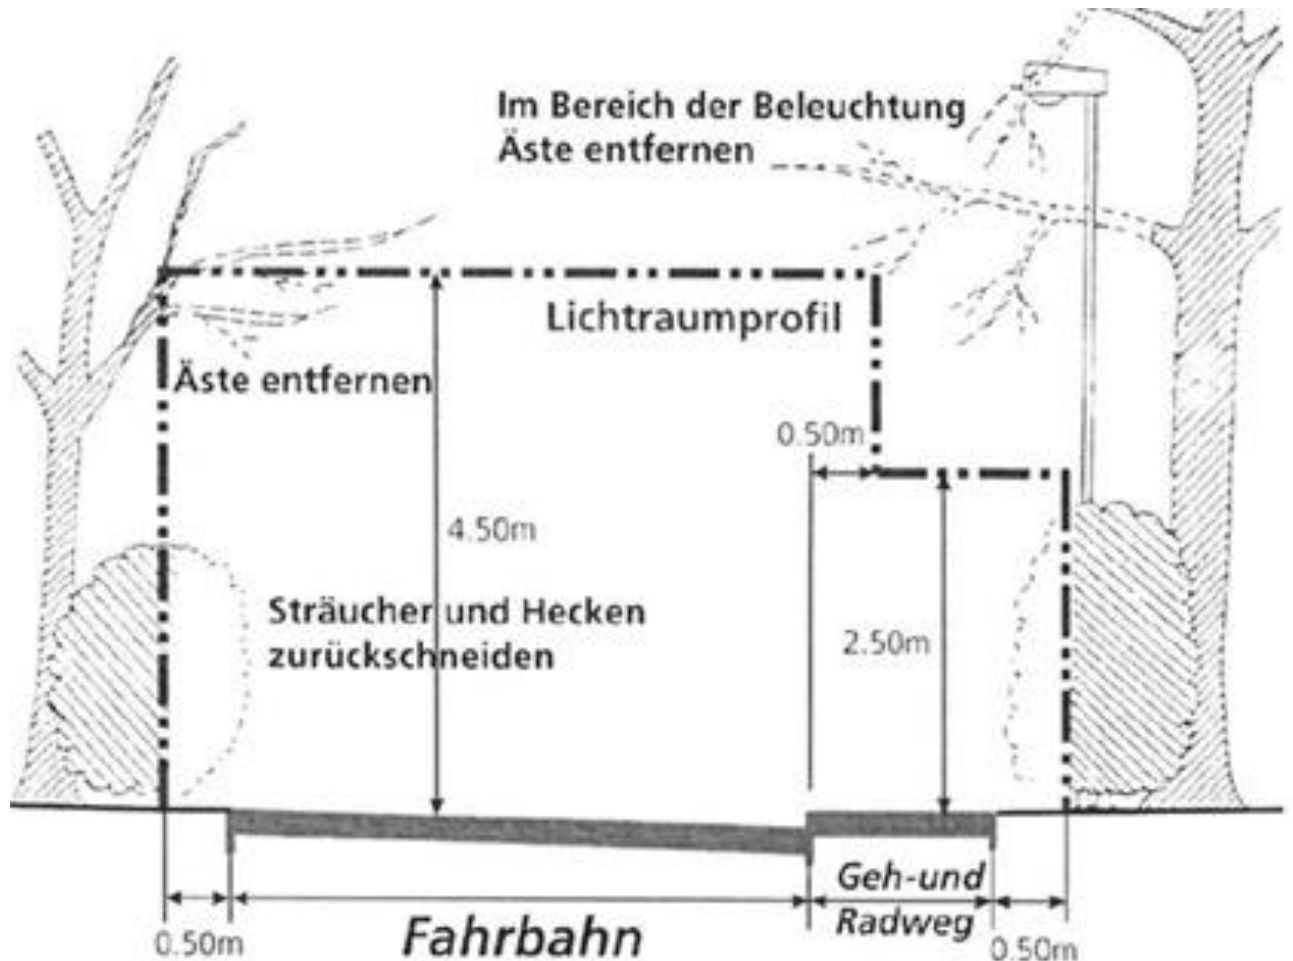 Im Bereich der Beleuchtung
Äste entfernen
Lichtraumprofil
Äste entfernen
0.50m
4.50m
Sträucher und Hecken
zurückschneiden
2.50m
Geh-und
Radweg
Fahrbahn
0.50m
0.50m